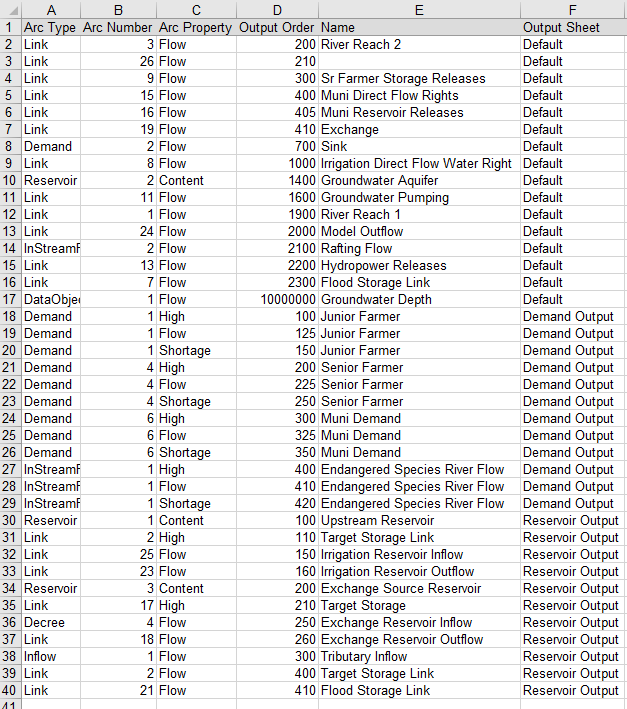 A B C D E F
1 Arc Type Arc Number Arc Property Output Order Name Output Sheet
2 Link 3 Flow 200 River Reach 2 Default
3 Link 26 Flow 210 Default
4 Link 9 Flow 300 Sr Farmer Storage Releases Default
5 Link 15 Flow 400 Muni Direct Flow Rights Default
6 Link 16 Flow 405 Muni Reservoir Releases Default
7 Link 19 Flow 410 Exchange Default
8 Demand 2 Flow 700 Sink Default
9 Link 8 Flow 1000 Irrigation Direct Flow Water Right Default
10 Reservoir 2 Content 1400 Groundwater Aquifer Default
11 Link 11 Flow 1600 Groundwater Pumping Default
12 Link 1 Flow 1900 River Reach 1 Default
13 Link 24 Flow 2000 Model Outflow Default
14 InStreamF 2 Flow 2100 Rafting Flow Default
15 Link 13 Flow 2200 Hydropower Releases Default
16 Link 7 Flow 2300 Flood Storage Link Default
17 DataObje 1 Flow 10000000 Groundwater Depth Default
18 Demand 1 High 100 Junior Farmer Demand Output
19 Demand 1 Flow 125 Junior Farmer Demand Output
20 Demand 1 Shortage 150 Junior Farmer Demand Output
21 Demand 4 High 200 Senior Farmer Demand Output
22 Demand 4 Flow 225 Senior Farmer Demand Output
23 Demand 4 Shortage 250 Senior Farmer Demand Output
24 Demand 6 High 300 Muni Demand Demand Output
25 Demand 6 Flow 325 Muni Demand Demand Output
26 Demand 6 Shortage 350 Muni Demand Demand Output
27 InStreamF 1 High 400 Endangered Species River Flow Demand Output
28 InStreamF 1 Flow 410 Endangered Species River Flow Demand Output
29 InStreamF 1 Shortage 420 Endangered Species River Flow Demand Output
30 Reservoir 1 Content 100 Upstream Reservoir Reservoir Output
31 Link 2 High 110 Target Storage Link Reservoir Output
32 Link 25 Flow 150 Irrigation Reservoir Inflow Reservoir Output
33 Link 23 Flow 160 Irrigation Reservoir Outflow Reservoir Output
34 Reservoir 3 Content 200 Exchange Source Reservoir Reservoir Output
35 Link 17 High 210 Target Storage Reservoir Output
36 Decree 4 Flow 250 Exchange Reservoir Inflow Reservoir Output
37 Link 18 Flow 260 Exchange Reservoir Outflow Reservoir Output
38 Inflow 1 Flow 300 Tributary Inflow Reservoir Output
39 Link 2 Flow 400 Target Storage Link Reservoir Output
40 Link 21 Flow 410 Flood Storage Link Reservoir Output
41